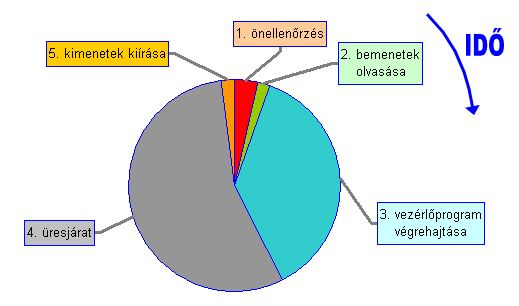 1. önellenőrzés
IDŐ
5. kimenetek kiírása
2. bemenetek
olvasása
3. vezérlőprogram
végrehajtása
4. üresjárat